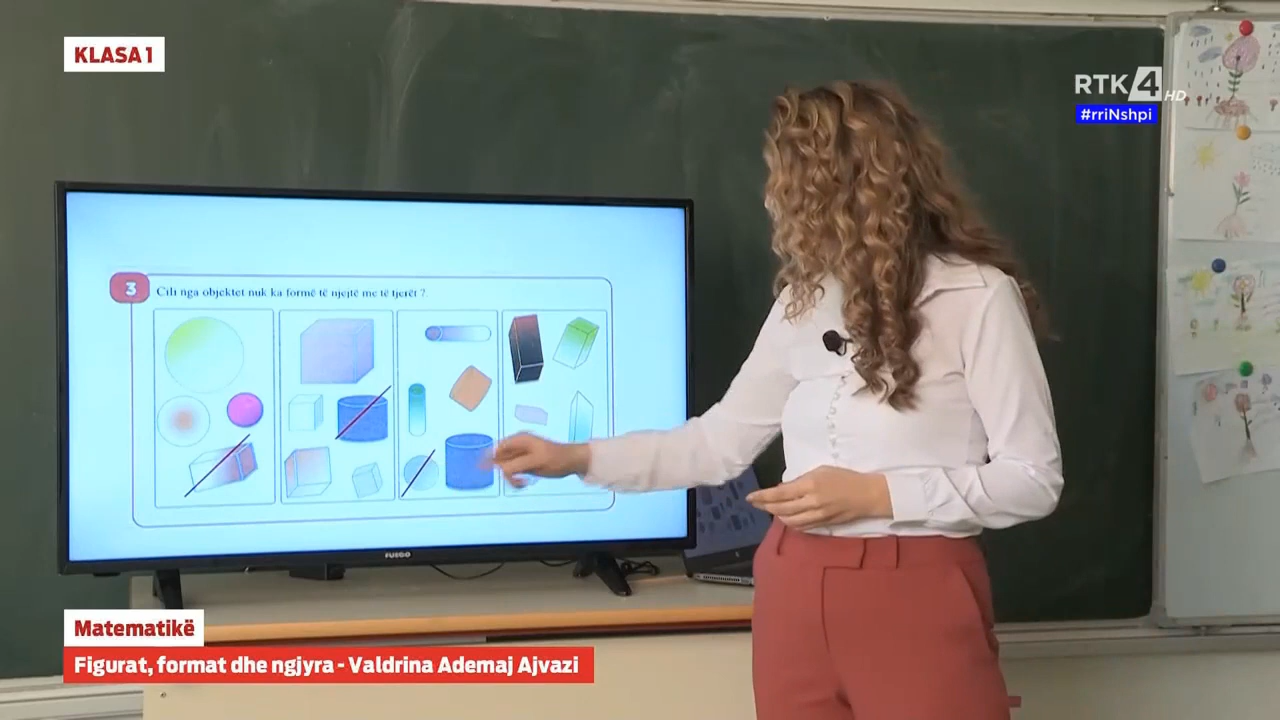 KLASA 1
RTK4 HD
#rriNshpi
3
Cili nga objektet nuk ka formë të njejtë me të tjerët ?
FUEGO
Matematikë
Figurat, format dhe ngjyra - Valdrina Ademaj Ajvazi